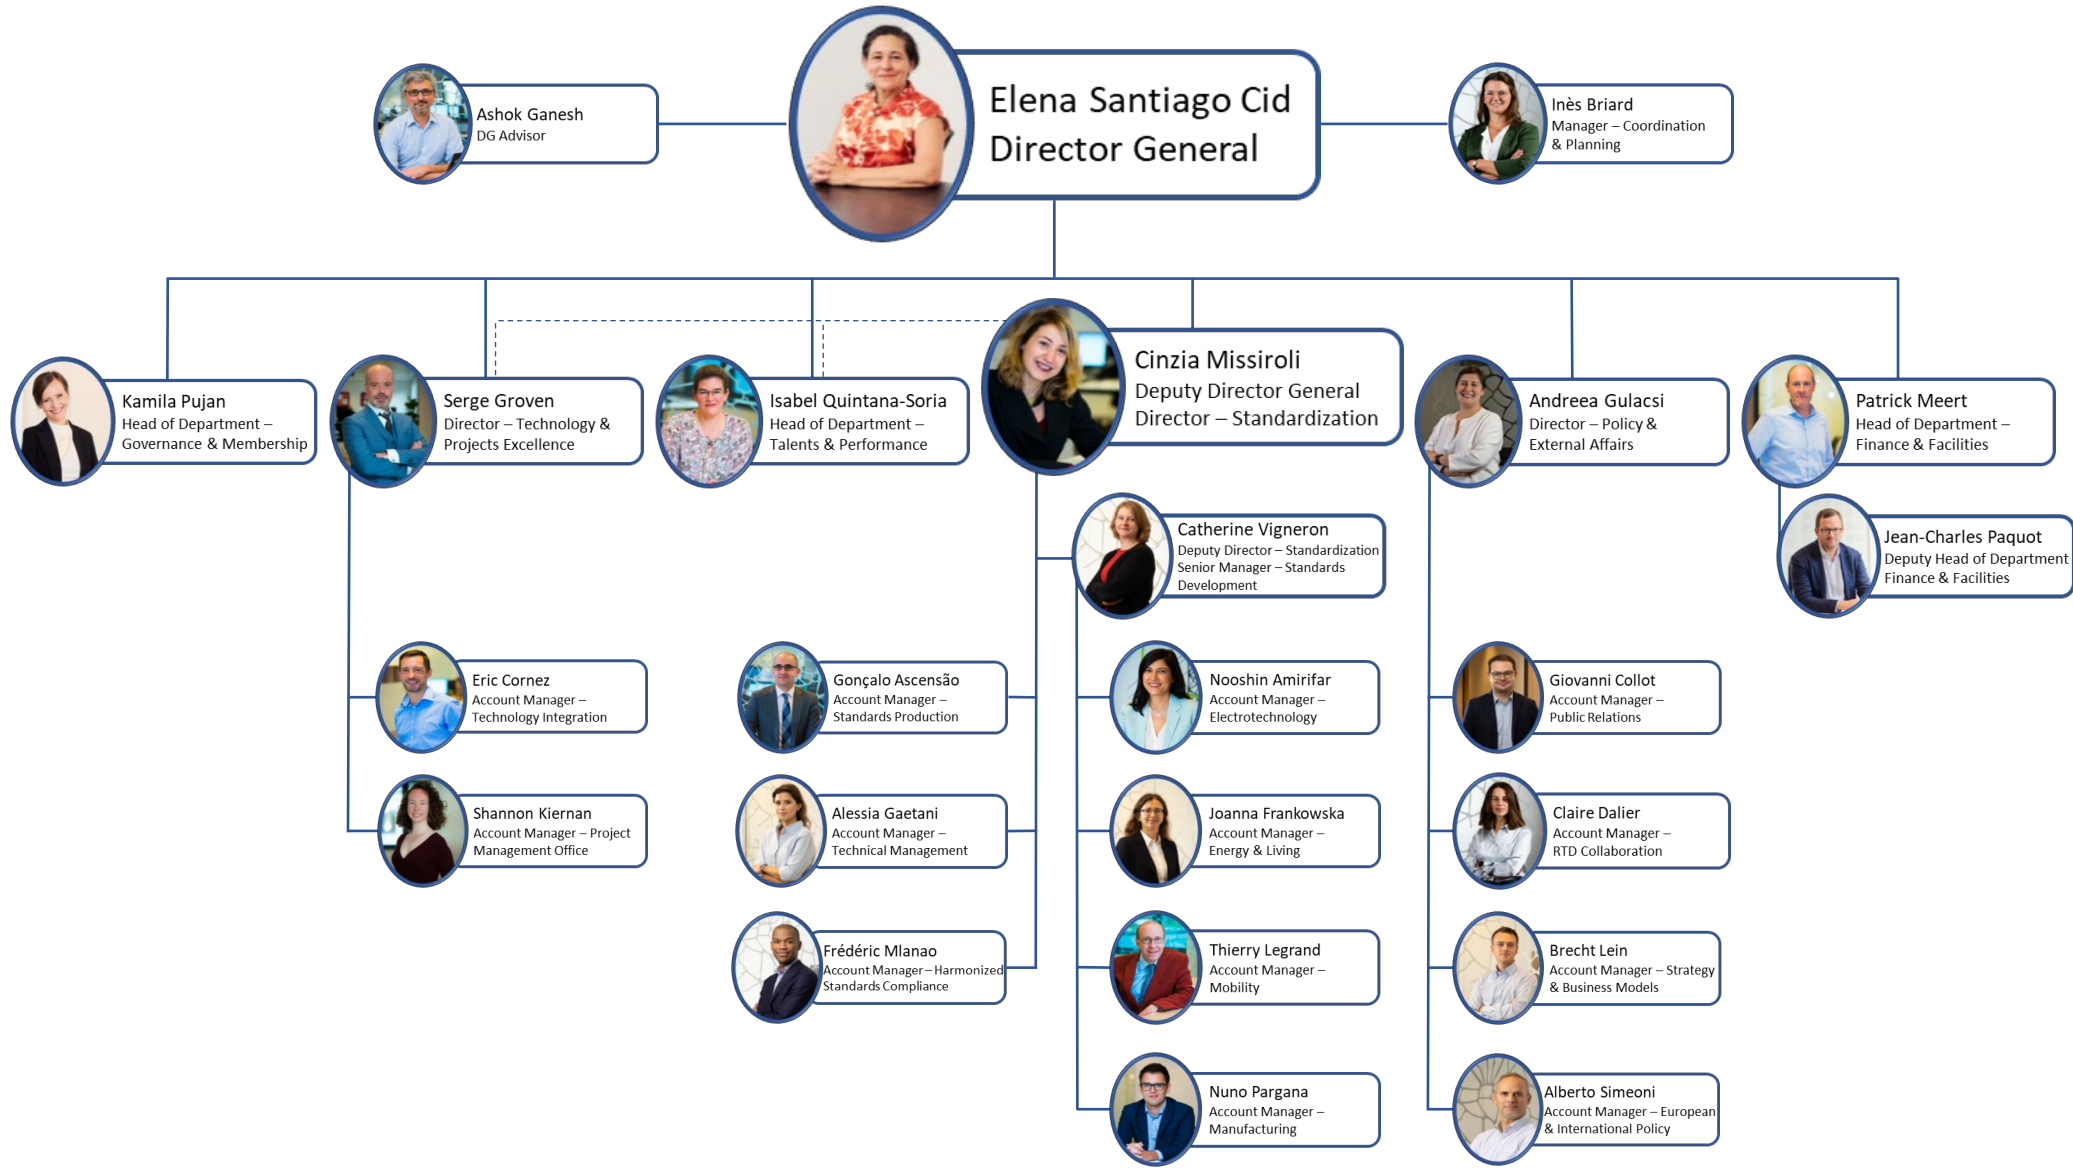 Ashok Ganesh
DG Advisor
Elena Santiago Cid
Director General
Inès Briard
Manager – Coordination
& Planning
Kamila Pujan
Head of Department –
Governance & Membership
Serge Groven
Director – Technology &
Projects Excellence
Isabel Quintana-Soria
Head of Department –
Talents & Performance
Cinzia Missiroli
Deputy Director General
Director – Standardization
Andreea Gulacsi
Director – Policy &
External Affairs
Patrick Meert
Head of Department –
Finance & Facilities
Catherine Vigneron
Deputy Director – Standardization
Senior Manager – Standards
Development
Jean-Charles Paquot
Deputy Head of Department
Finance & Facilities
Eric Cornez
Account Manager –
Technology Integration
Gonçalo Ascensão
Account Manager –
Standards Production
Nooshin Amirifar
Account Manager –
Electrotechnology
Giovanni Collot
Account Manager –
Public Relations
Shannon Kiernan
Account Manager – Project
Management Office
Alessia Gaetani
Account Manager –
Technical Management
Joanna Frankowska
Account Manager –
Energy & Living
Claire Dalier
Account Manager –
RTD Collaboration
Frédéric Mlanao
Account Manager – Harmonized
Standards Compliance
Thierry Legrand
Account Manager –
Mobility
Brecht Lein
Account Manager – Strategy
& Business Models
Nuno Pargana
Account Manager –
Manufacturing
Alberto Simeoni
Account Manager – European
& International Policy